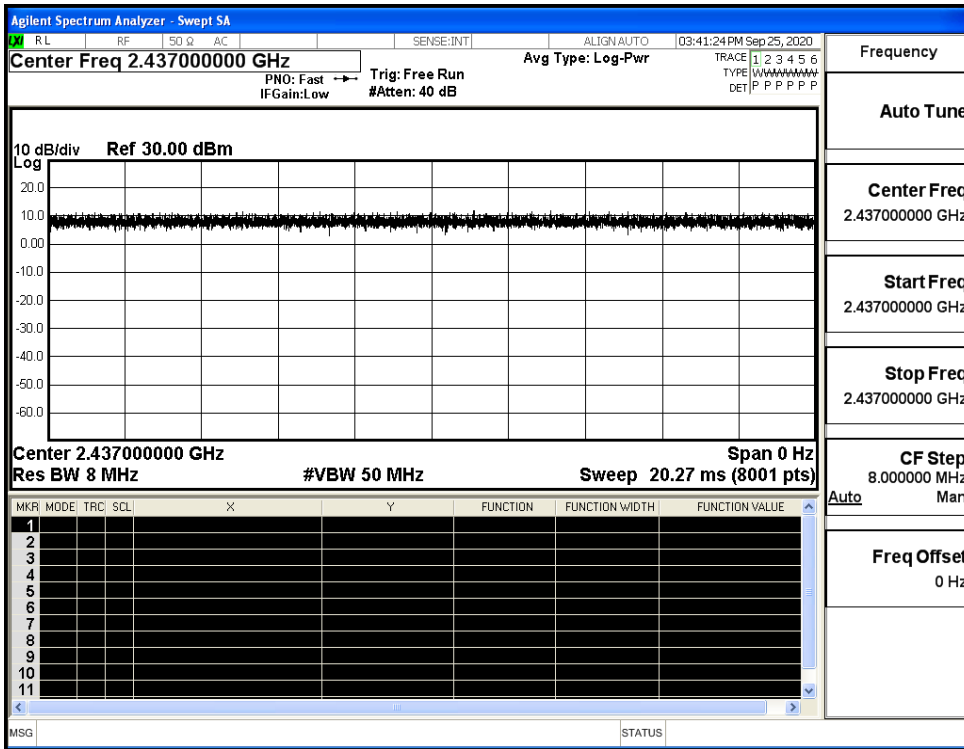 Agilent Spectrum Analyzer - Swept SA
LXI RL RF 50 Ω AC SENSE:INT ALIGN AUTO 03:41:24 PM Sep 25, 2020
Center Freq 2.437000000 GHz
PNO: Fast
IFGain:Low
Trig: Free Run
#Atten: 40 dB
Avg Type: Log-Pwr
TRACE 1 2 3 4 5 6
TYPE WWWWWWW
DET P P P P P P
10 dB/div Ref 30.00 dBm
Log
20.0
10.0
0.00
-10.0
-20.0
-30.0
-40.0
-50.0
-60.0
Center 2.437000000 GHz Span 0 Hz
Res BW 8 MHz #VBW 50 MHz Sweep 20.27 ms (8001 pts)
MKR MODE TRC SCL X Y FUNCTION FUNCTION WIDTH FUNCTION VALUE
1
2
3
4
5
6
7
8
9
10
11
MSG STATUS
Frequency
Auto Tune
Center Freq
2.437000000 GHz
Start Freq
2.437000000 GHz
Stop Freq
2.437000000 GHz
CF Step
8.000000 MHz
Auto Man
Freq Offset
0 Hz